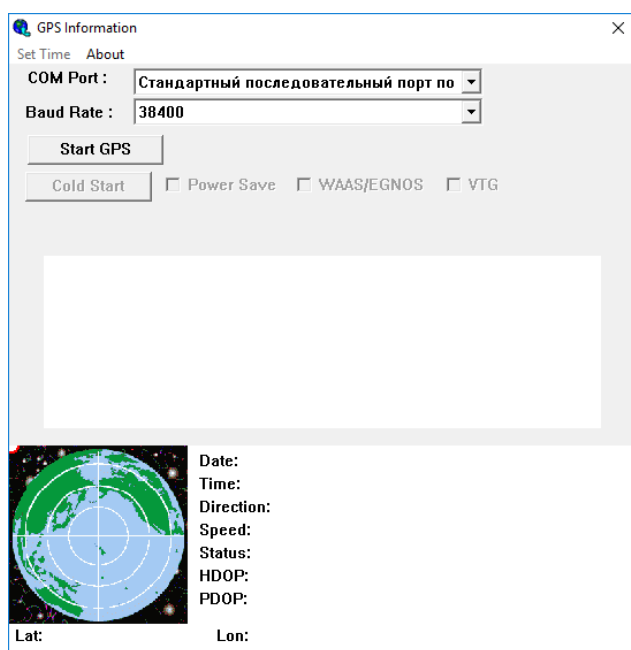 GPS Information
Set Time About
COM Port : Стандартный последовательный порт по
Baud Rate : 38400
Start GPS
Cold Start Power Save WAAS/EGNOS VTG
Date:
Time:
Direction:
Speed:
Status:
HDOP:
PDOP:
Lat: Lon: